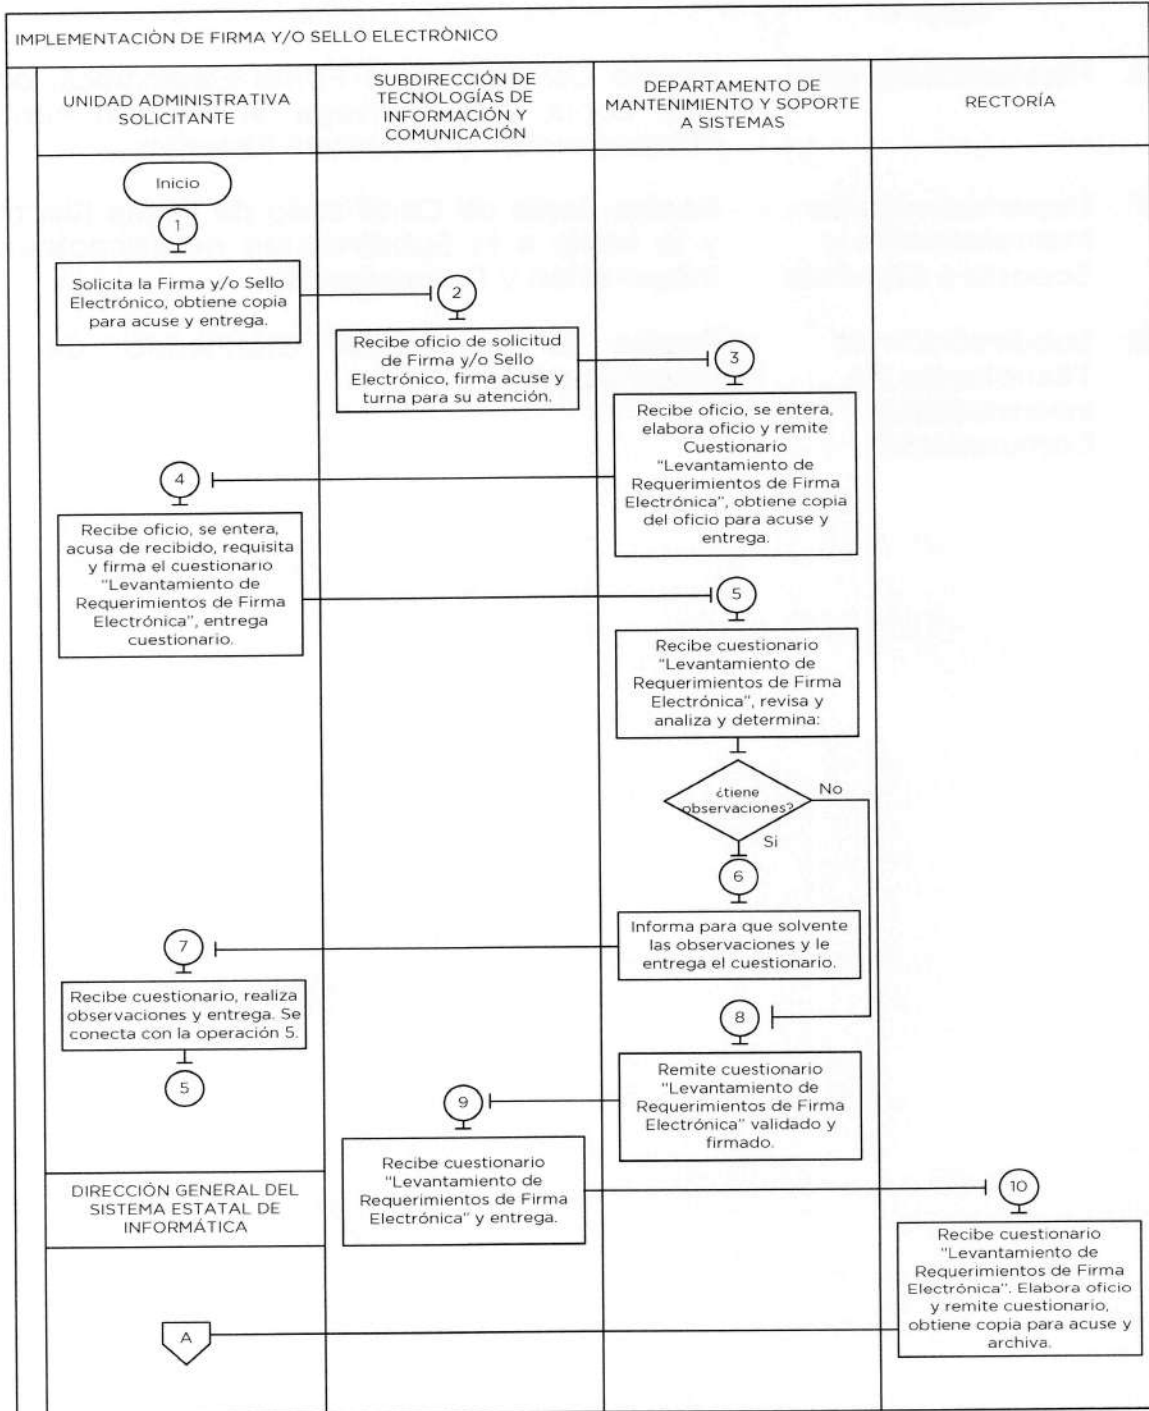 IMPLEMENTACIÒN DE FIRMA Y/O SELLO ELECTRÒNICO
UNIDAD ADMINISTRATIVA
SOLICITANTE
SUBDIRECCIÓN DE
TECNOLOGÍAS DE
INFORMACIÓN Y
COMUNICACIÓN
DEPARTAMENTO DE
MANTENIMIENTO Y SOPORTE
A SISTEMAS
RECTORÍA
Inicio
1
Solicita la Firma y/o Sello
Electrónico, obtiene copia
para acuse y entrega.
2
Recibe oficio de solicitud
de Firma y/o Sello
Electrónico, firma acuse y
turna para su atención.
3
Recibe oficio, se entera,
elabora oficio y remite
Cuestionario
"Levantamiento de
Requerimientos de Firma
Electrónica", obtiene copia
del oficio para acuse y
entrega.
4
Recibe oficio, se entera,
acusa de recibido, requisita
y firma el cuestionario
"Levantamiento de
Requerimientos de Firma
Electrónica", entrega
cuestionario.
5
Recibe cuestionario
"Levantamiento de
Requerimientos de Firma
Electrónica", revisa y
analiza y determina:
¿tiene
observaciones?
No
Si
6
Informa para que solvente
las observaciones y le
entrega el cuestionario.
7
Recibe cuestionario, realiza
observaciones y entrega. Se
conecta con la operación 5.
5
8
Remite cuestionario
"Levantamiento de
Requerimientos de Firma
Electrónica" validado y
firmado.
9
Recibe cuestionario
"Levantamiento de
Requerimientos de Firma
Electrónica" y entrega.
10
Recibe cuestionario
"Levantamiento de
Requerimientos de Firma
Electrónica". Elabora oficio
y remite cuestionario,
obtiene copia para acuse y
archiva.
DIRECCIÓN GENERAL DEL
SISTEMA ESTATAL DE
INFORMÁTICA
A